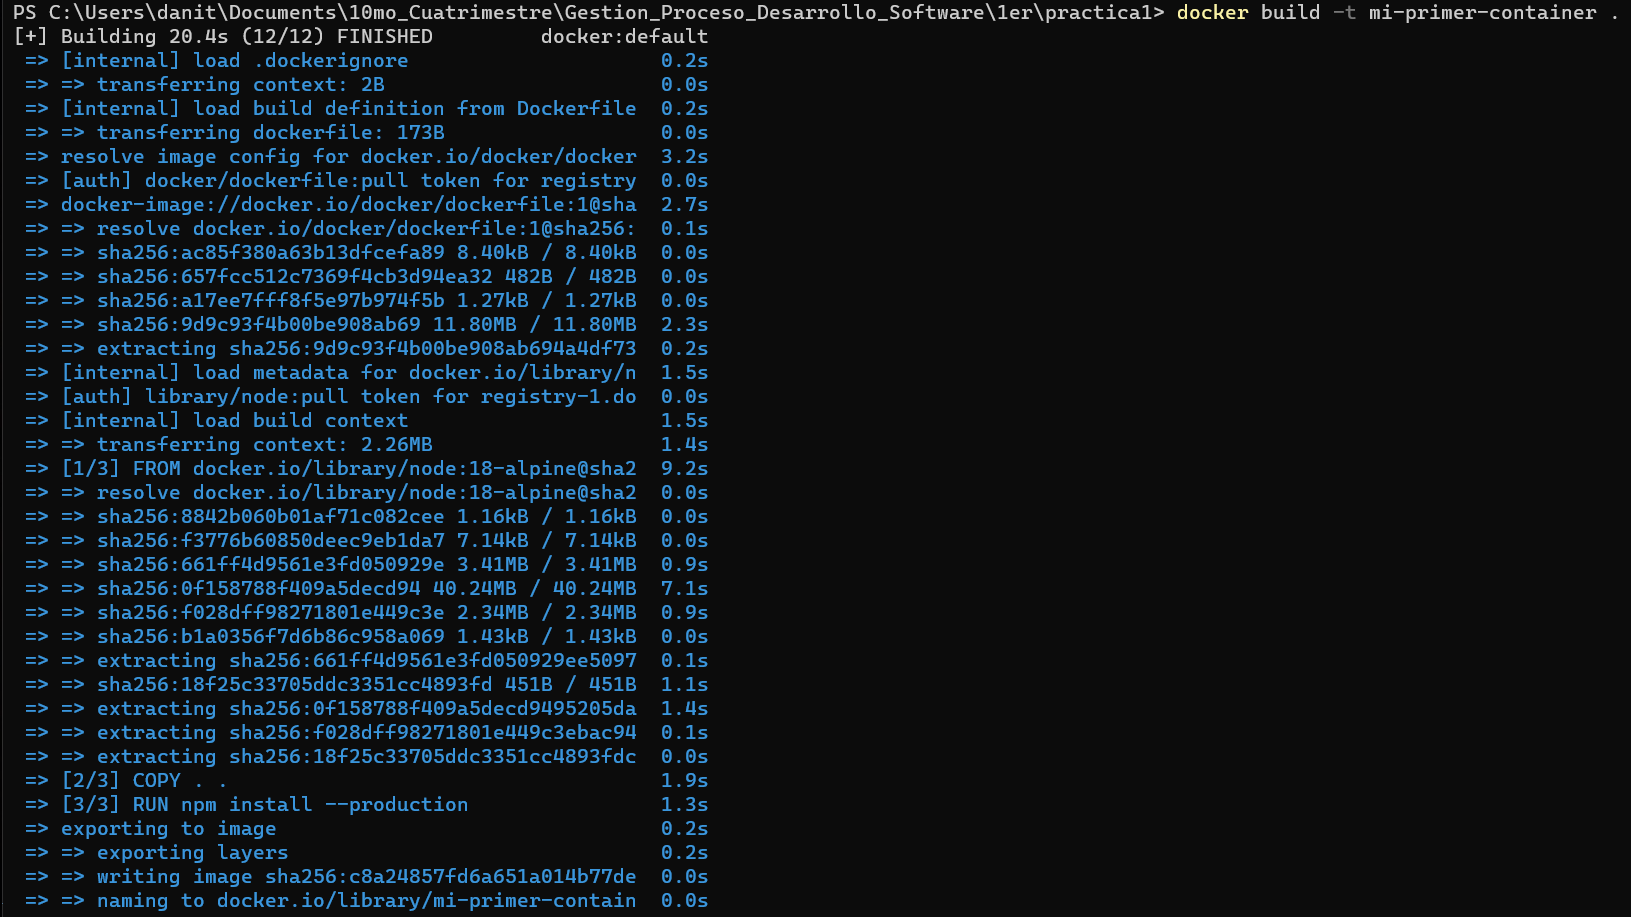 PS C:\Users\danit\Documents\10mo_Cuatrimestre\Gestion_Proceso_Desarrollo_Software\1er\practica1> docker build -t mi-primer-container .
[+] Building 20.4s (12/12) FINISHED docker:default
=> [internal] load .dockerignore 0.2s
=> => transferring context: 2B 0.0s
=> [internal] load build definition from Dockerfile 0.2s
=> => transferring dockerfile: 173B 0.0s
=> resolve image config for docker.io/docker/docker 3.2s
=> [auth] docker/dockerfile:pull token for registry 0.0s
=> docker-image://docker.io/docker/dockerfile:1@sha 2.7s
=> => resolve docker.io/docker/dockerfile:1@sha256: 0.1s
=> => sha256:ac85f380a63b13dfcefa89 8.40kB / 8.40kB 0.0s
=> => sha256:657fcc512c7369f4cb3d94ea32 482B / 482B 0.0s
=> => sha256:a17ee7fff8f5e97b974f5b 1.27kB / 1.27kB 0.0s
=> => sha256:9d9c93f4b00be908ab69 11.80MB / 11.80MB 2.3s
=> => extracting sha256:9d9c93f4b00be908ab694a4df73 0.2s
=> [internal] load metadata for docker.io/library/n 1.5s
=> [auth] library/node:pull token for registry-1.do 0.0s
=> [internal] load build context 1.5s
=> => transferring context: 2.26MB 1.4s
=> [1/3] FROM docker.io/library/node:18-alpine@sha2 9.2s
=> => resolve docker.io/library/node:18-alpine@sha2 0.0s
=> => sha256:8842b060b01af71c082cee 1.16kB / 1.16kB 0.0s
=> => sha256:f3776b60850deec9eb1da7 7.14kB / 7.14kB 0.0s
=> => sha256:661ff4d9561e3fd050929e 3.41MB / 3.41MB 0.9s
=> => sha256:0f158788f409a5decd94 40.24MB / 40.24MB 7.1s
=> => sha256:f028dff98271801e449c3e 2.34MB / 2.34MB 0.9s
=> => sha256:b1a0356f7d6b86c958a069 1.43kB / 1.43kB 0.0s
=> => extracting sha256:661ff4d9561e3fd050929ee5097 0.1s
=> => sha256:18f25c33705ddc3351cc4893fd 451B / 451B 1.1s
=> => extracting sha256:0f158788f409a5decd9495205da 1.4s
=> => extracting sha256:f028dff98271801e449c3ebac94 0.1s
=> => extracting sha256:18f25c33705ddc3351cc4893fdc 0.0s
=> [2/3] COPY . . 1.9s
=> [3/3] RUN npm install --production 1.3s
=> exporting to image 0.2s
=> => exporting layers 0.2s
=> => writing image sha256:c8a24857fd6a651a014b77de 0.0s
=> => naming to docker.io/library/mi-primer-contain 0.0s